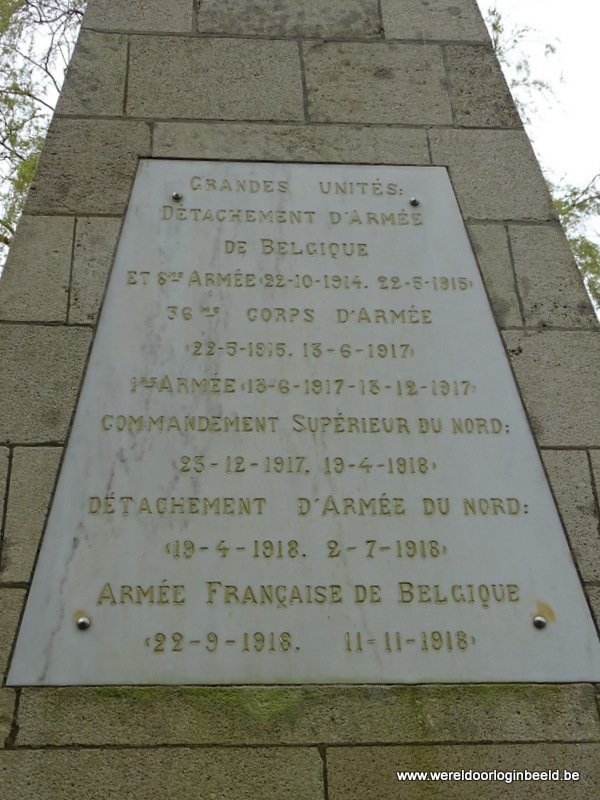 GRANDES UNITÉS:
DÉTACHEMENT D'ARMÉE
DE BELGIQUE
ET 8ME ARMÉE (22-10-1914. 22-5-1915)
36ME CORPS D'ARMÉE
(22-5-1915. 13-6-1917)
1RE ARMÉE (13-6-1917-13-12-1917)
COMMANDEMENT SUPÉRIEUR DU NORD:
(23-12-1917. 19-4-1918)
DÉTACHEMENT D'ARMÉE DU NORD:
(19-4-1918. 2-7-1918)
ARMÉE FRANÇAISE DE BELGIQUE
(22-9-1918. 11-11-1918)
www.wereldoorloginbeeld.be